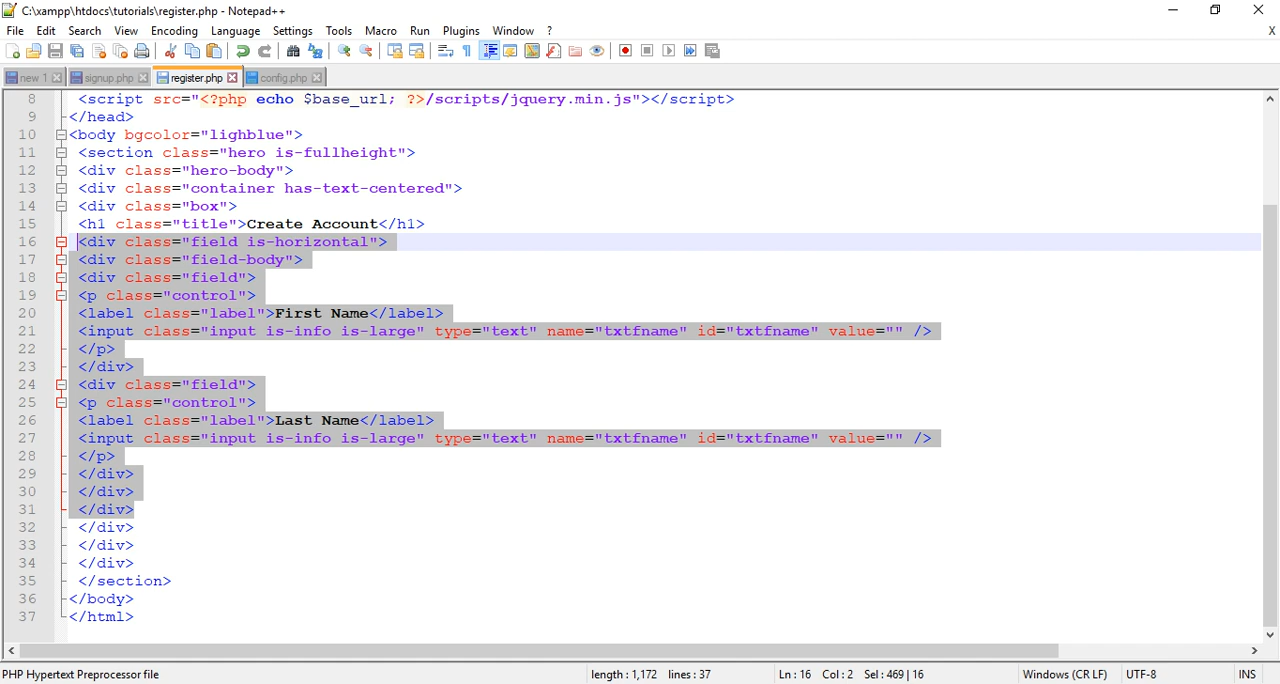 C:\xampp\htdocs\tutorials\register.php - Notepad++
File Edit Search View Encoding Language Settings Tools Macro Run Plugins Window ? X
new 1 signup.php register.php config.php
8 <script src="<?php echo $base_url; ?>/scripts/jquery.min.js"></script>
9 </head>
10 <body bgcolor="lighblue">
11 <section class="hero is-fullheight">
12 <div class="hero-body">
13 <div class="container has-text-centered">
14 <div class="box">
15 <h1 class="title">Create Account</h1>
16 <div class="field is-horizontal">
17 <div class="field-body">
18 <div class="field">
19 <p class="control">
20 <label class="label">First Name</label>
21 <input class="input is-info is-large" type="text" name="txtfname" id="txtfname" value="" />
22 </p>
23 </div>
24 <div class="field">
25 <p class="control">
26 <label class="label">Last Name</label>
27 <input class="input is-info is-large" type="text" name="txtfname" id="txtfname" value="" />
28 </p>
29 </div>
30 </div>
31 </div>
32 </div>
33 </div>
34 </div>
35 </section>
36 </body>
37 </html>
PHP Hypertext Preprocessor file length : 1,172 lines : 37 Ln : 16 Col : 2 Sel : 469 | 16 Windows (CR LF) UTF-8 INS